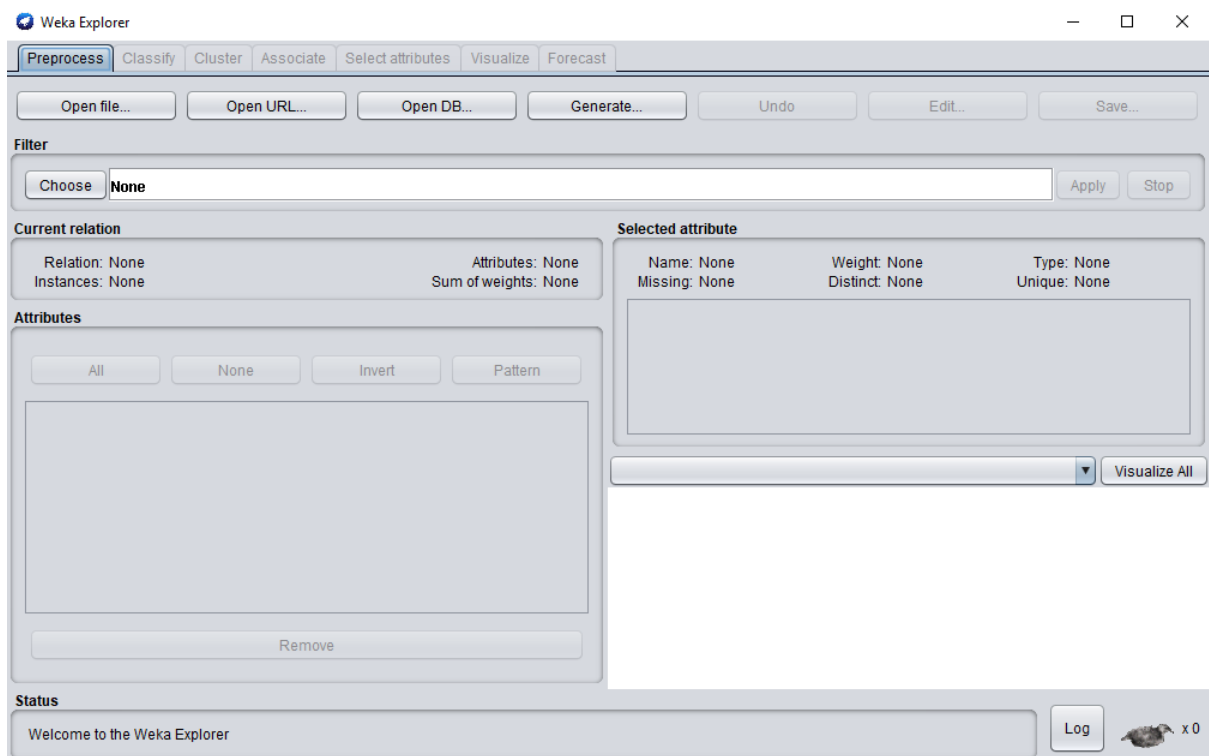 Weka Explorer
Preprocess Classify Cluster Associate Select attributes Visualize Forecast
Open file... Open URL... Open DB... Generate... Undo Edit... Save...
Filter
Choose None Apply Stop
Current relation
Relation: None Attributes: None
Instances: None Sum of weights: None
Selected attribute
Name: None Weight: None Type: None
Missing: None Distinct: None Unique: None
Attributes
All None Invert Pattern
Remove
Visualize All
Status
Welcome to the Weka Explorer
Log x 0